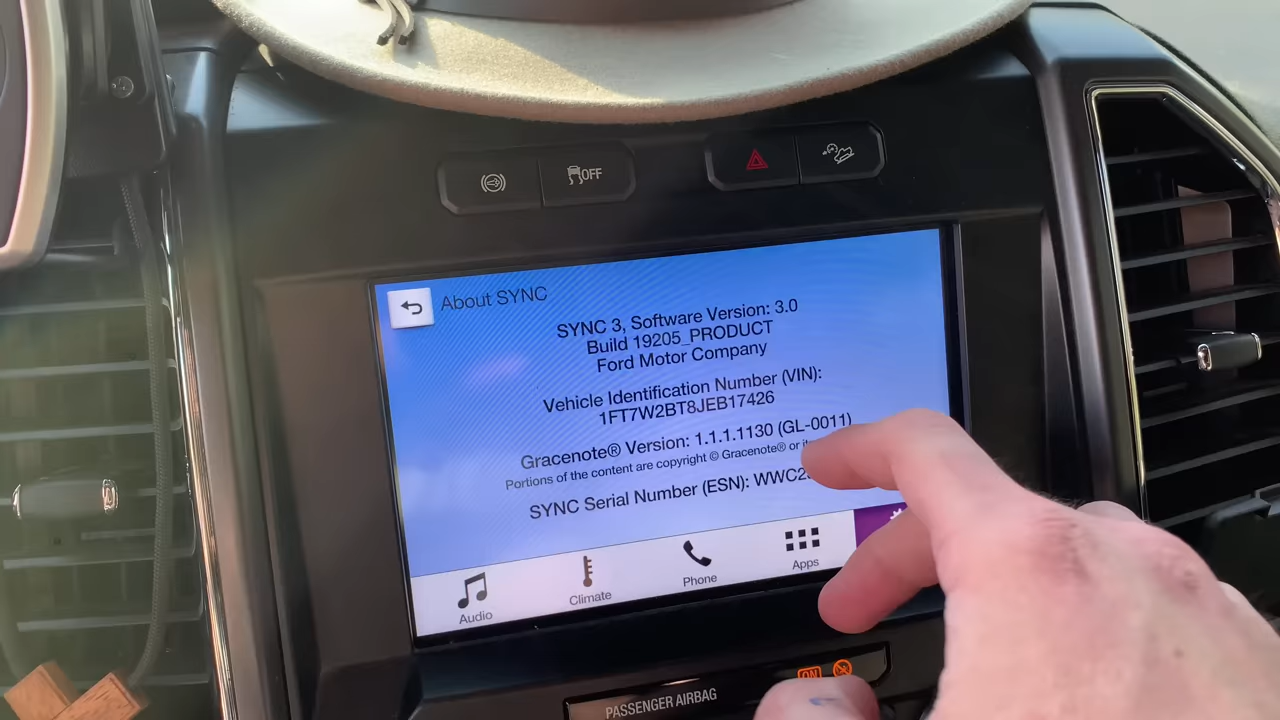 OFF
About SYNC
SYNC 3, Software Version: 3.0
Build 19205_PRODUCT
Ford Motor Company
Vehicle Identification Number (VIN):
1FT7W2BT8JEB17426
Gracenote® Version: 1.1.1.1130 (GL-0011)
Portions of the content are copyright © Gracenote® or
SYNC Serial Number (ESN): WWC2
Audio
Climate
Phone
Apps
PASSENGER AIRBAG
ON